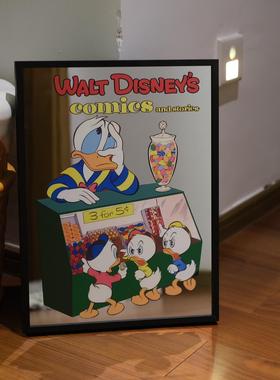 WALT DISNEY'S
comics and stories
3 for 5¢